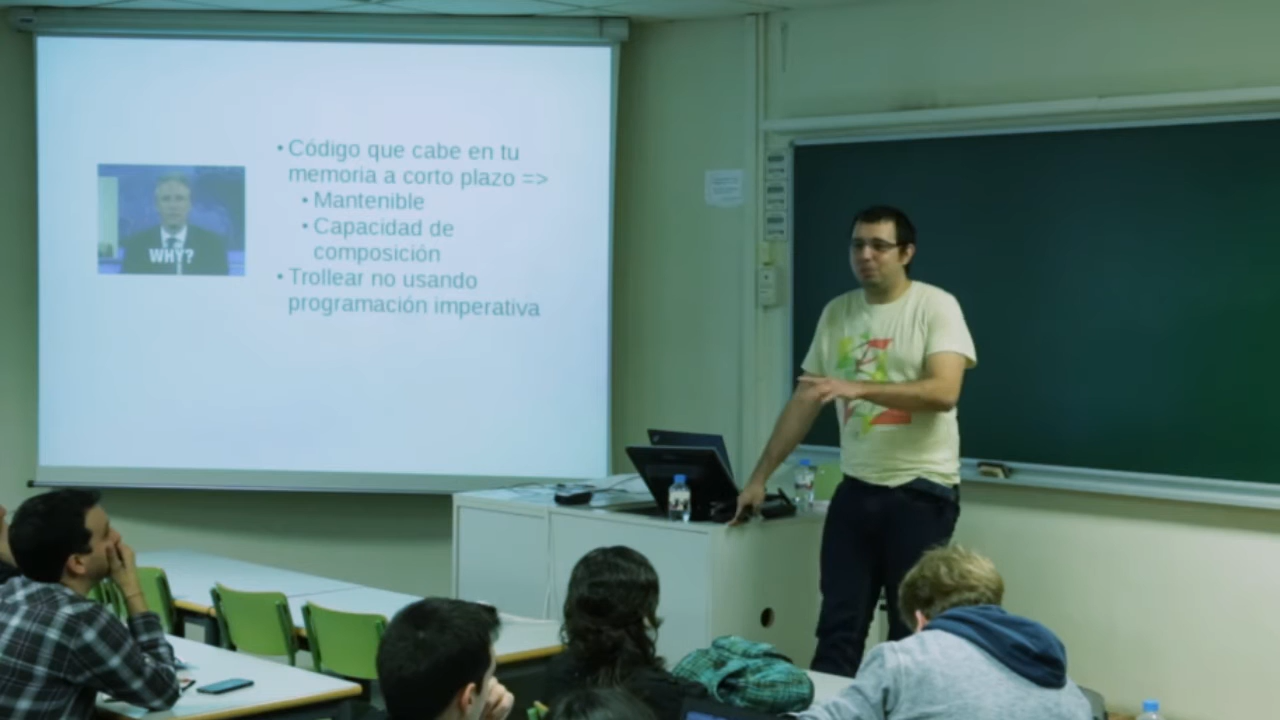 • Código que cabe en tu
memoria a corto plazo =>
• Mantenible
• Capacidad de
composición
• Trollear no usando
programación imperativa
WHY?